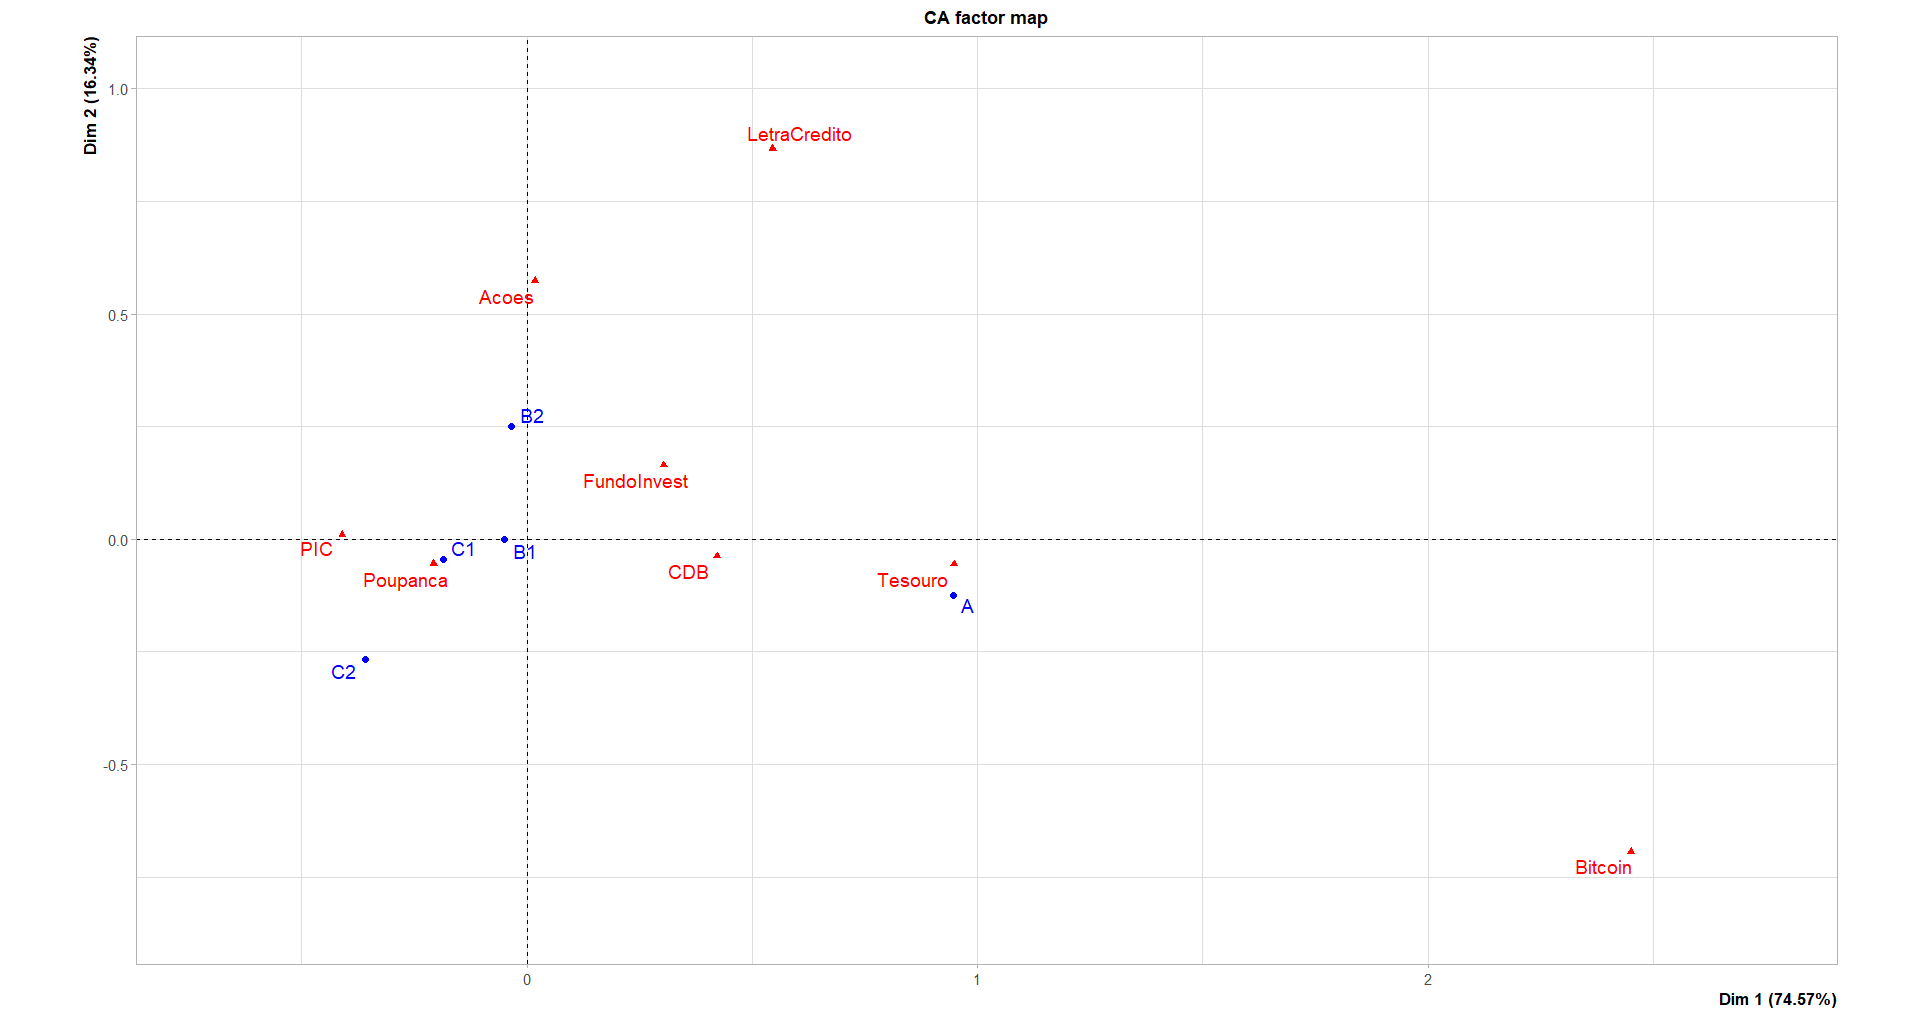 CA factor map
Dim 2 (16.34%)
1.0
LetraCredito
Acoes
0.5
B2
FundoInvest
0.0
PIC
C1
B1
Poupanca
CDB
Tesouro
A
C2
-0.5
Bitcoin
0
1
2
Dim 1 (74.57%)